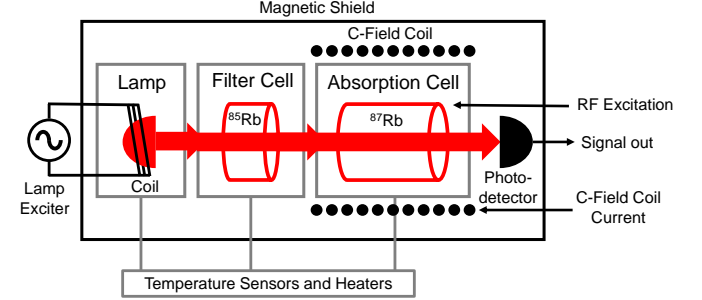 Magnetic Shield
C-Field Coil
Lamp
Filter Cell
Absorption Cell
⁸⁵Rb
⁸⁷Rb
RF Excitation
Signal out
Lamp
Exciter
Coil
Photo-
detector
C-Field Coil
Current
Temperature Sensors and Heaters